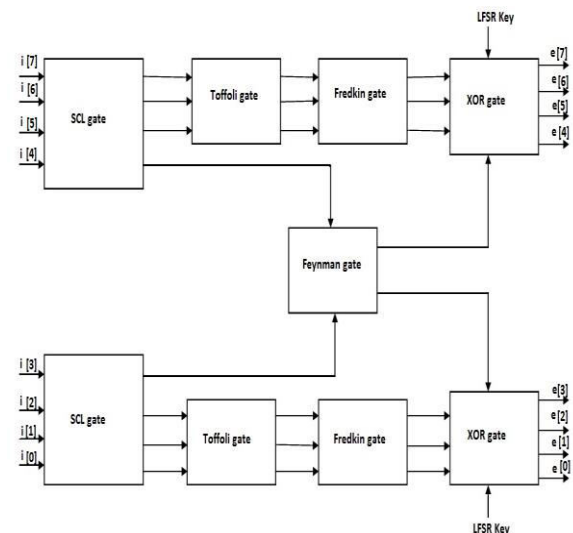 LFSR Key
i [7]
i [6]
i [5]
i [4]
SCL gate
Toffoli gate
Fredkin gate
XOR gate
e [7]
e [6]
e [5]
e [4]
Feynman gate
i [3]
i [2]
i [1]
i [0]
SCL gate
Toffoli gate
Fredkin gate
XOR gate
e[3]
e [2]
e [1]
e [0]
LFSR Key